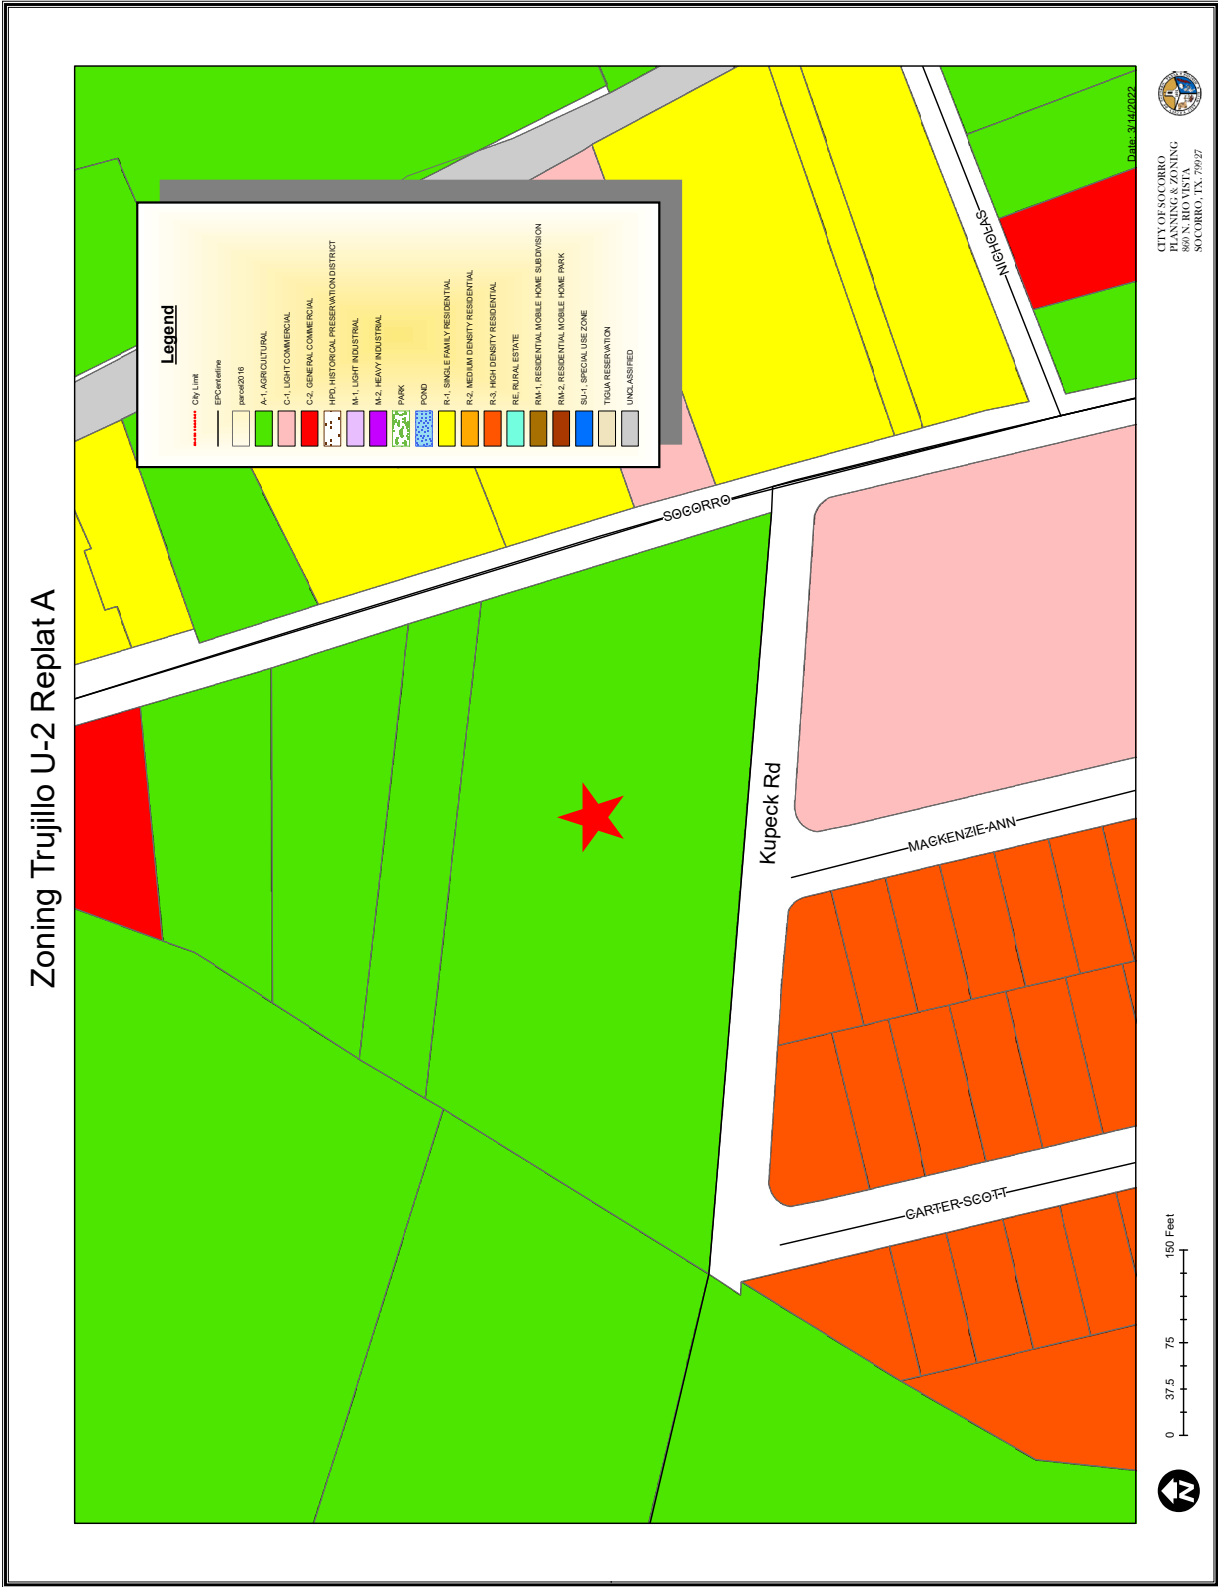 Zoning Trujillo U-2 Replat A
Legend
City Limit
EPCenterline
parcel2016
A-1, AGRICULTURAL
C-1, LIGHT COMMERCIAL
C-2, GENERAL COMMERCIAL
HPD, HISTORICAL PRESERVATION DISTRICT
M-1, LIGHT INDUSTRIAL
M-2, HEAVY INDUSTRIAL
PARK
POND
R-1, SINGLE FAMILY RESIDENTIAL
R-2, MEDIUM DENSITY RESIDENTIAL
R-3, HIGH DENSITY RESIDENTIAL
RE, RURAL ESTATE
RM-1, RESIDENTIAL MOBILE HOME SUBDIVISION
RM-2, RESIDENTIAL MOBILE HOME PARK
SU-1, SPECIAL USE ZONE
TIGUA RESERVATION
UNCLASSIFIED
SOCORRO
NICHOLAS
Kupeck Rd
MACKENZIE-ANN
CARTER-SCOTT
Date: 3/14/2022
N
0 37.5 75 150 Feet
CITY OF SOCORRO
PLANNING & ZONING
860 N. RIO VISTA
SOCORRO, TX. 79927